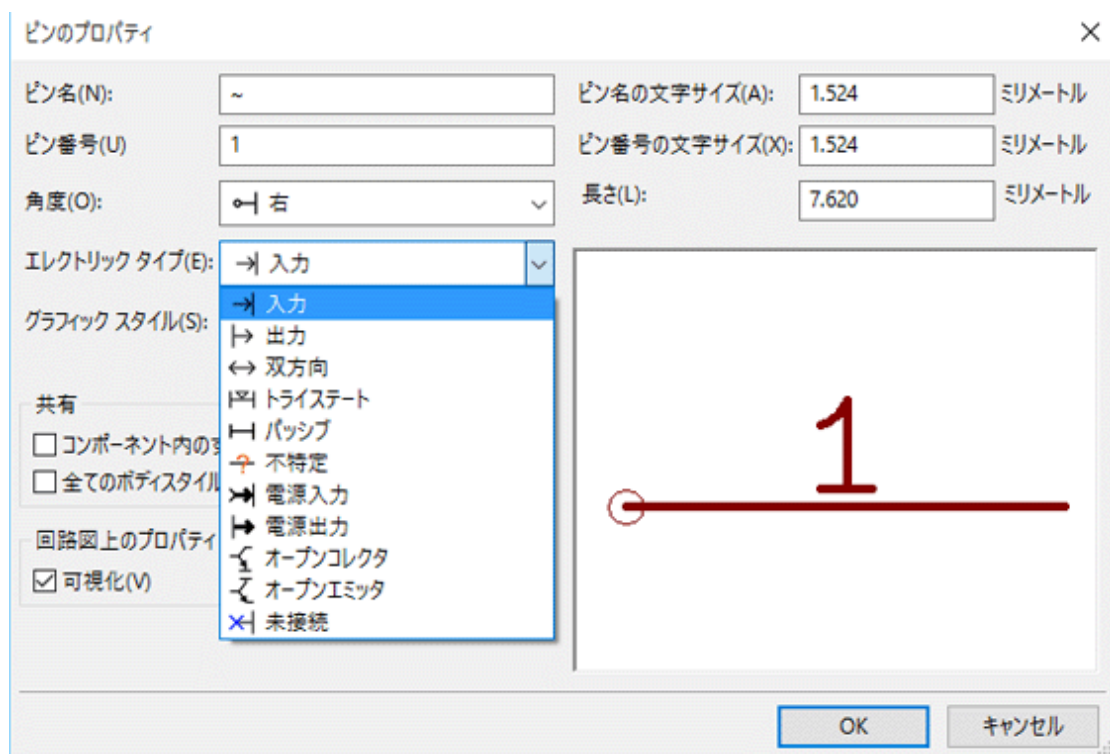 ピンのプロパティ
ピン名(N): ~
ピン番号(U) 1
角度(O): 右
エレクトリック タイプ(E): 入力
入力
出力
双方向
トライステート
パッシブ
不特定
電源入力
電源出力
オープンコレクタ
オープンエミッタ
未接続
グラフィック スタイル(S):
共有
コンポーネント内の
全てのボディスタイル
回路図上のプロパティ
可視化(V)
ピン名の文字サイズ(A): 1.524 ミリメートル
ピン番号の文字サイズ(X): 1.524 ミリメートル
長さ(L): 7.620 ミリメートル
1
OK キャンセル